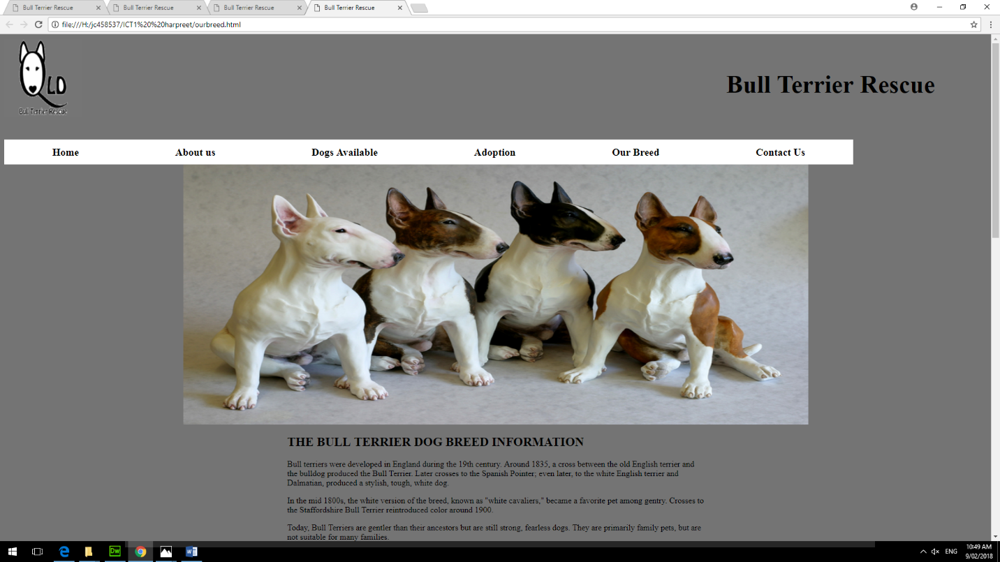 Bull Terrier Rescue
Bull Terrier Rescue
Bull Terrier Rescue
Bull Terrier Rescue
file:///H:/jc458537/ICT1%20%20harpreet/ourbreed.html
QLD
Bull Terrier Rescue
Bull Terrier Rescue
Home About us Dogs Available Adoption Our Breed Contact Us
THE BULL TERRIER DOG BREED INFORMATION
Bull terriers were developed in England during the 19th century. Around 1835, a cross between the old English terrier and
the bulldog produced the Bull Terrier. Later crosses to the Spanish Pointer; even later, to the white English terrier and
Dalmatian, produced a stylish, tough, white dog.
In the mid 1800s, the white version of the breed, known as "white cavaliers," became a favorite pet among gentry. Crosses to
the Staffordshire Bull Terrier reintroduced color around 1900.
Today, Bull Terriers are gentler than their ancestors but are still strong, fearless dogs. They are primarily family pets, but are
not suitable for many families.
Dw
ENG
10:49 AM
9/02/2018